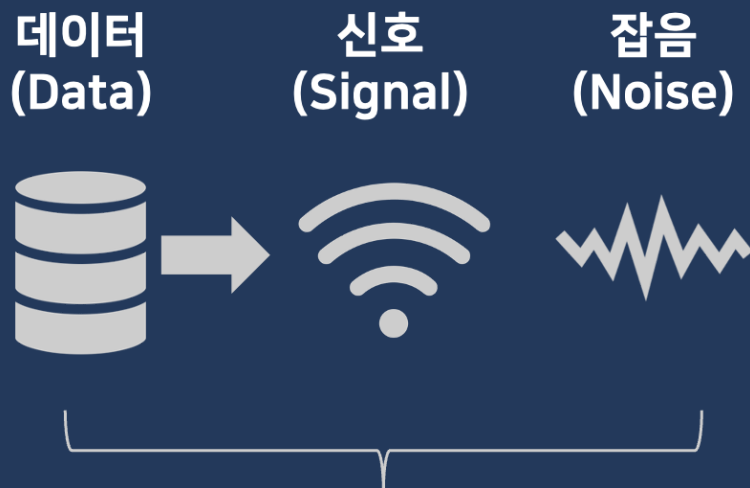 데이터
(Data)
신호
(Signal)
잡음
(Noise)